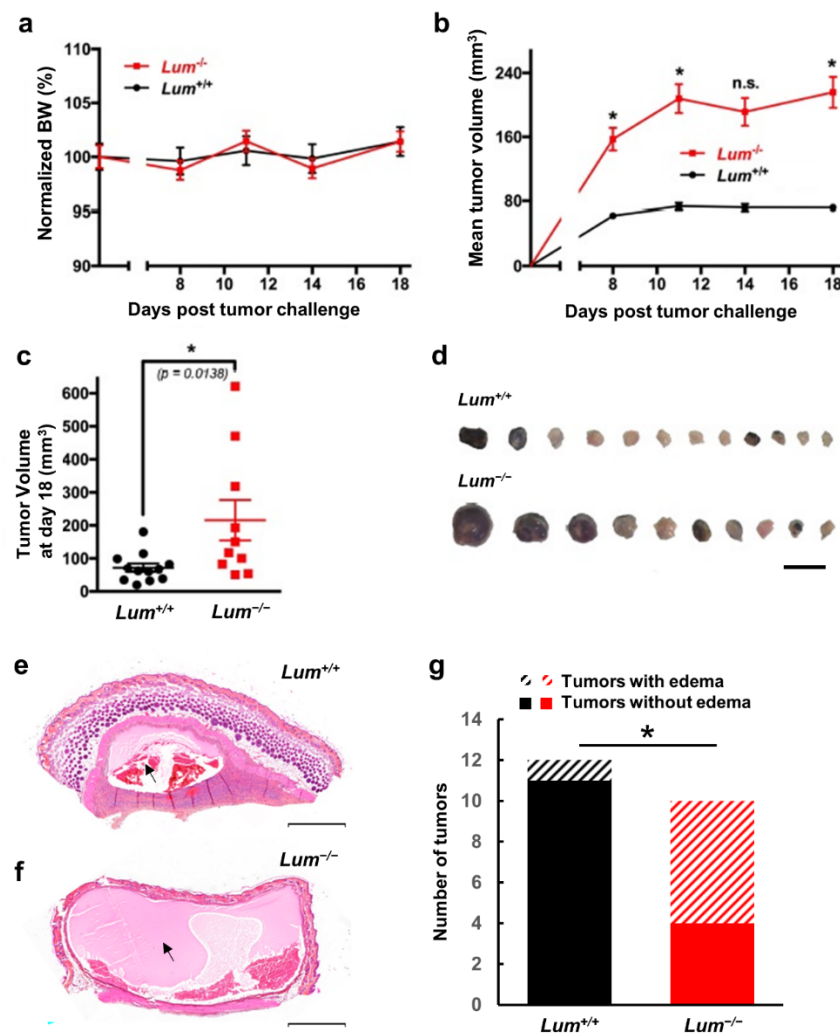 a
Normalized BW (%)
110
105
100
95
90
Lum-/-
Lum+/+
8 10 12 14 16 18
Days post tumor challenge
b
Mean tumor volume (mm3)
240
160
80
0
* * n.s. *
Lum-/-
Lum+/+
8 10 12 14 16 18
Days post tumor challenge
c
*
(p = 0.0138)
Tumor Volume
at day 18 (mm3)
600
500
400
300
200
100
0
Lum+/+ Lum−/−
d
Lum+/+
Lum−/−
e
Lum+/+
f
Lum−/−
g
Tumors with edema
Tumors without edema
*
Number of tumors
14
12
12
10
8
6
4
2
0
Lum+/+ Lum−/−